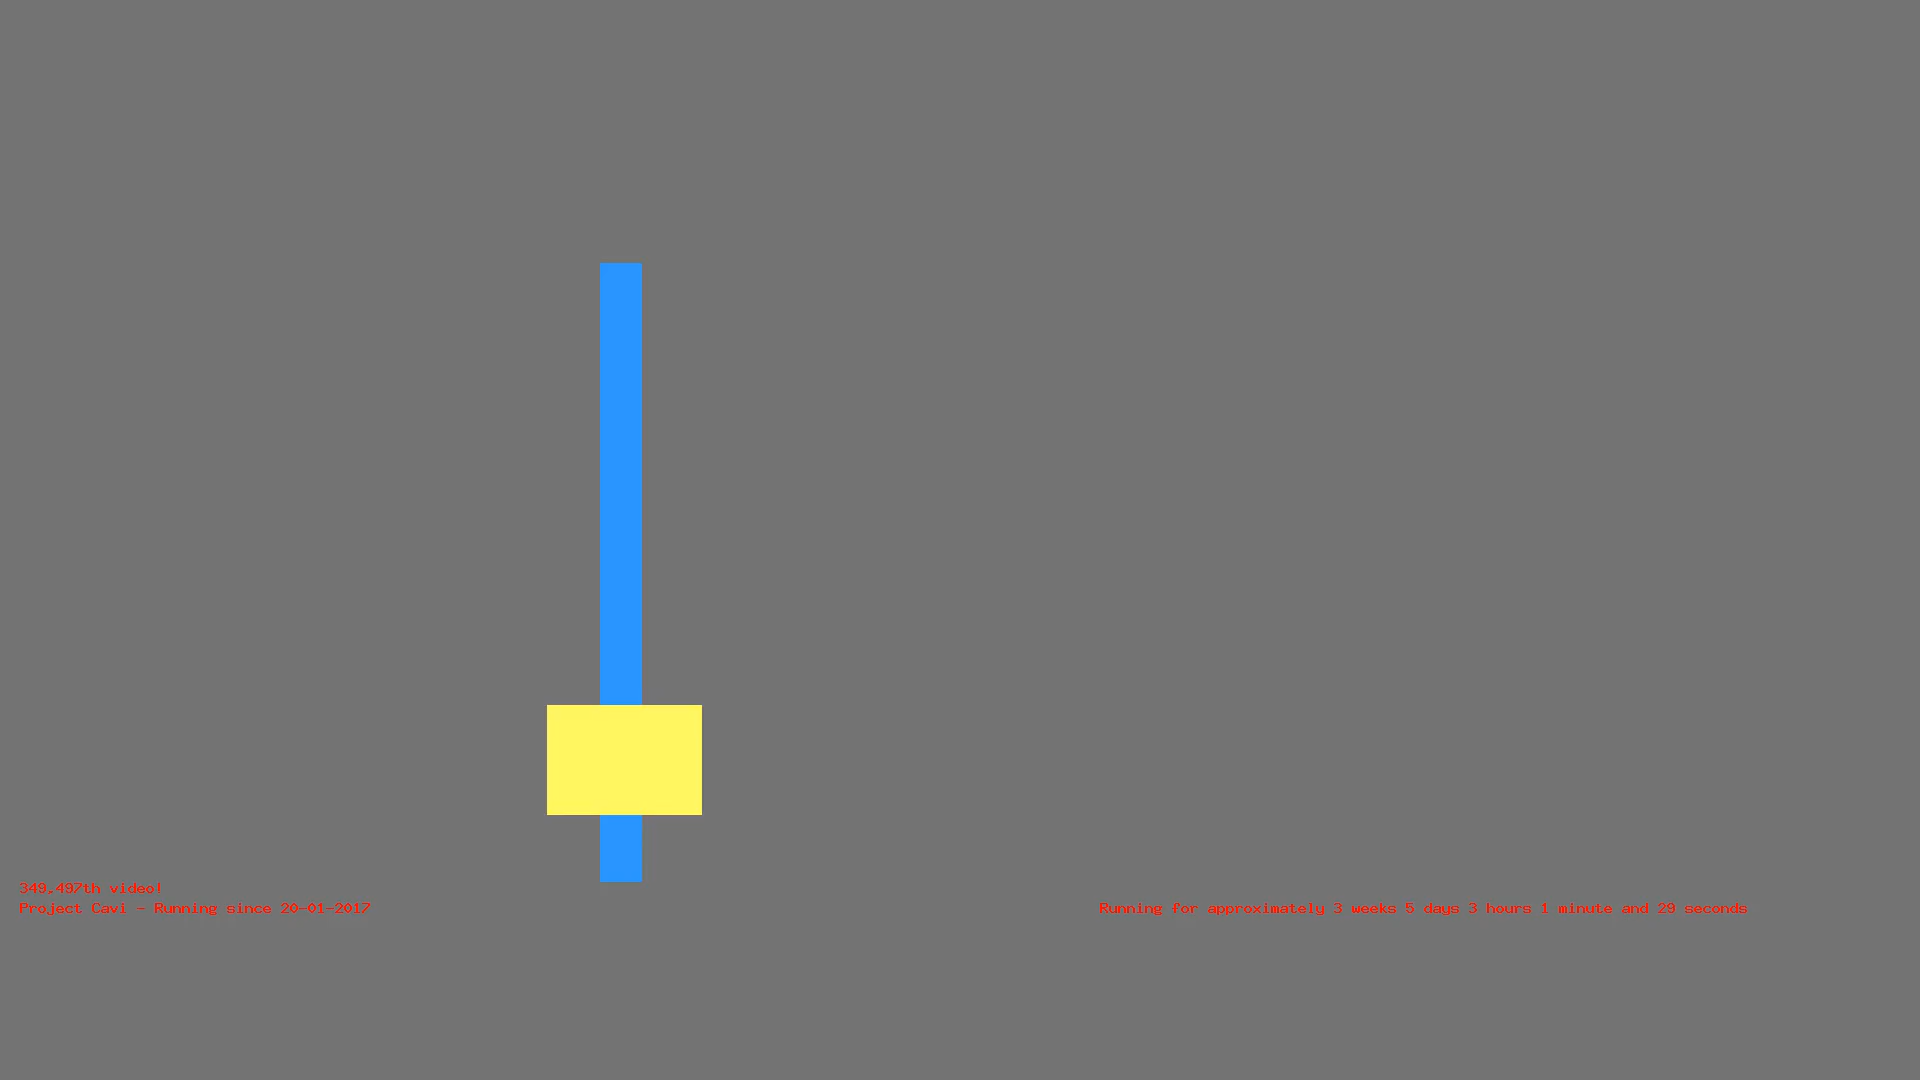 349,497th video!
Project Cavi - Running since 20-01-2017
Running for approximately 3 weeks 5 days 3 hours 1 minute and 29 seconds